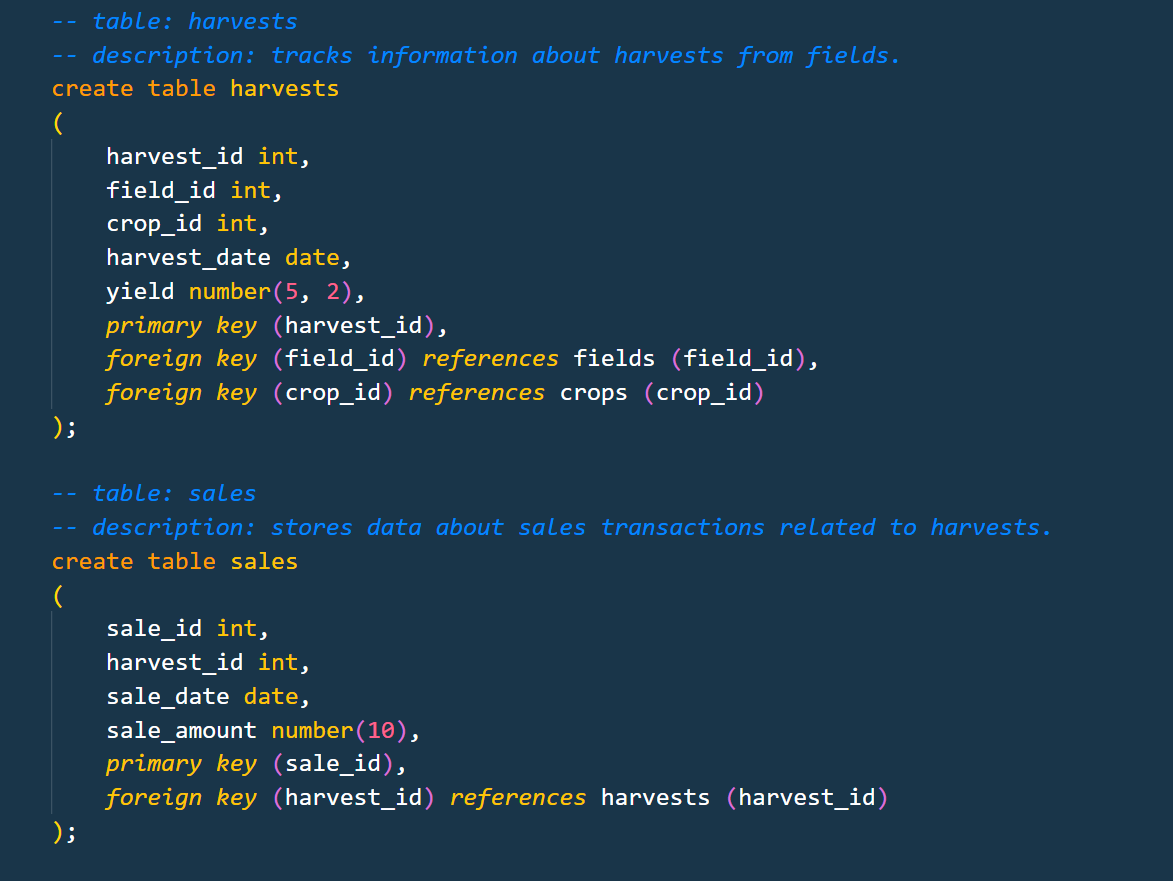 -- table: harvests
-- description: tracks information about harvests from fields.
create table harvests
(
    harvest_id int,
    field_id int,
    crop_id int,
    harvest_date date,
    yield number(5, 2),
    primary key (harvest_id),
    foreign key (field_id) references fields (field_id),
    foreign key (crop_id) references crops (crop_id)
);

-- table: sales
-- description: stores data about sales transactions related to harvests.
create table sales
(
    sale_id int,
    harvest_id int,
    sale_date date,
    sale_amount number(10),
    primary key (sale_id),
    foreign key (harvest_id) references harvests (harvest_id)
);